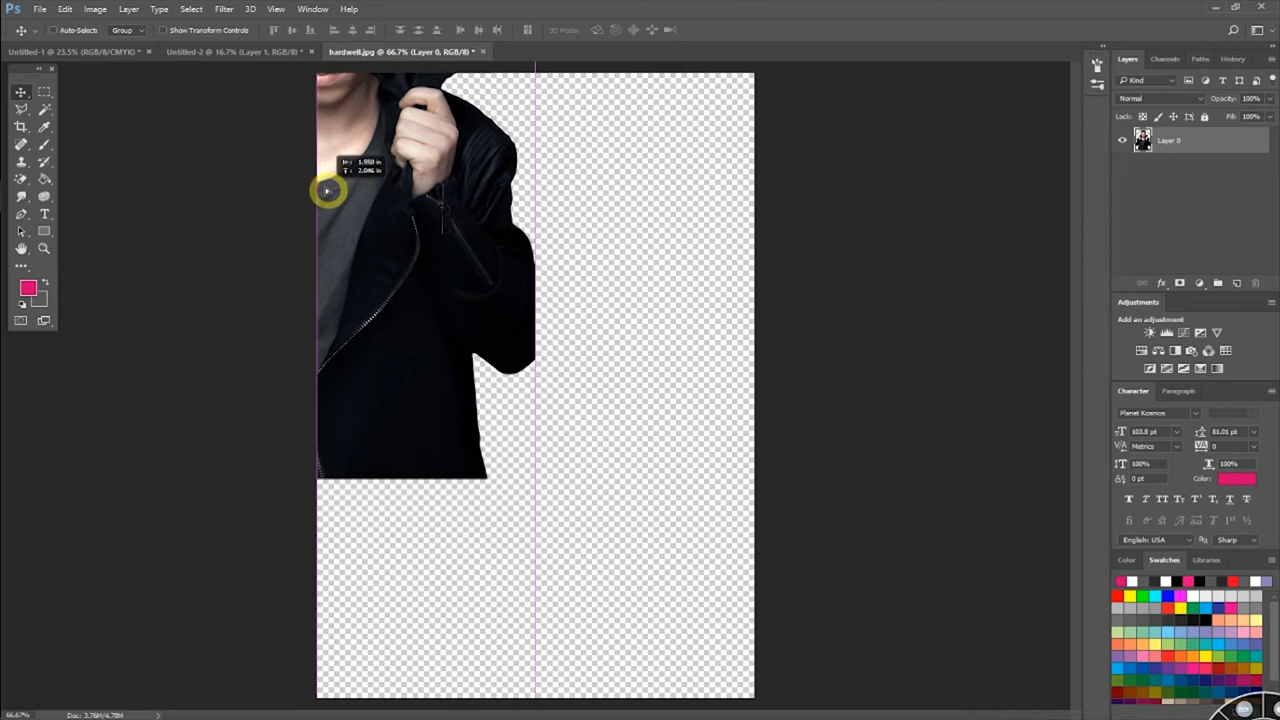 Ps File Edit Image Layer Type Select Filter 3D View Window Help
Auto-Select: Group Show Transform Controls 3D Mode:
Untitled-1 @ 23.5% (RGB/8/CMYK) * × Untitled-2 @ 16.7% (Layer 1, RGB/8) * × hardwell.jpg @ 66.7% (Layer 0, RGB/8) * ×
Layers Channels Paths History
Kind
Normal Opacity: 100%
Lock: Fill: 100%
Layer 0
1.950 in
2.046 in
Adjustments
Add an adjustment
Character Paragraph
Planet Kosmos
103.8 pt 81.01 pt
Metrics 0
100% 100%
0 pt Color:
English: USA Sharp
Color Swatches Libraries
66.67% Doc: 3.76M/4.78M